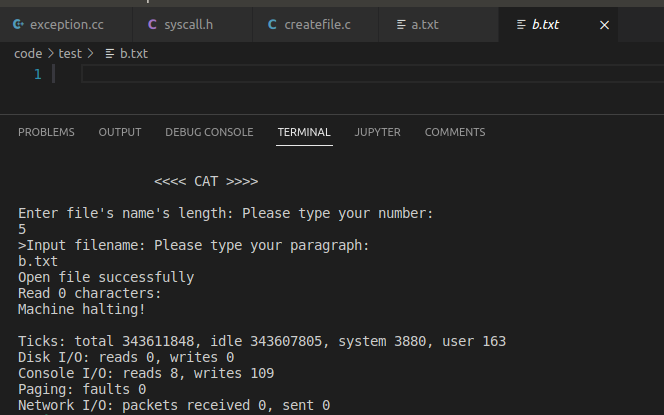 exception.cc syscall.h createfile.c a.txt b.txt
code > test > b.txt
1
PROBLEMS OUTPUT DEBUG CONSOLE TERMINAL JUPYTER COMMENTS
<<<< CAT >>>>
Enter file's name's length: Please type your number:
5
>Input filename: Please type your paragraph:
b.txt
Open file successfully
Read 0 characters:
Machine halting!
Ticks: total 343611848, idle 343607805, system 3880, user 163
Disk I/O: reads 0, writes 0
Console I/O: reads 8, writes 109
Paging: faults 0
Network I/O: packets received 0, sent 0